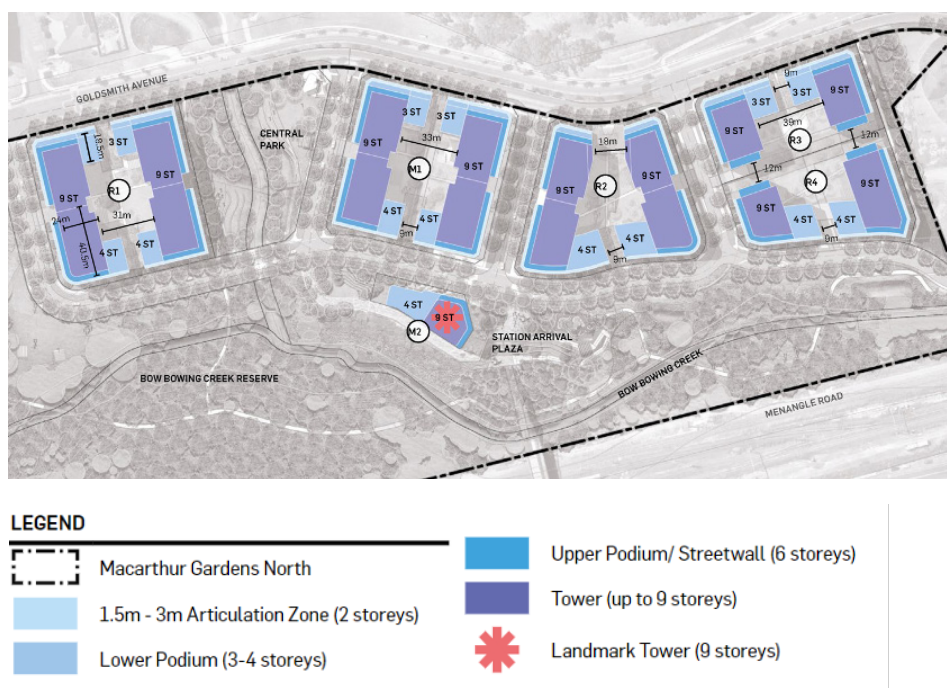 GOLDSMITH AVENUE
CENTRAL
PARK
3 ST
18.5m
9 ST
R1
9 ST
24m
31m
40.5m
4 ST
4 ST
3 ST
3 ST
9 ST
33m
M1
9 ST
4 ST
4 ST
9m
18m
9 ST
R2
9 ST
4 ST
4 ST
9m
9m
3 ST
3 ST
9 ST
9 ST
39m
R3
12m
12m
R4
9 ST
9 ST
4 ST
4 ST
9m
4 ST
9 ST
M2
STATION ARRIVAL
PLAZA
BOW BOWING CREEK RESERVE
BOW BOWING CREEK
MENANGLE ROAD
LEGEND
Macarthur Gardens North
1.5m - 3m Articulation Zone (2 storeys)
Lower Podium (3-4 storeys)
Upper Podium/ Streetwall (6 storeys)
Tower (up to 9 storeys)
Landmark Tower (9 storeys)